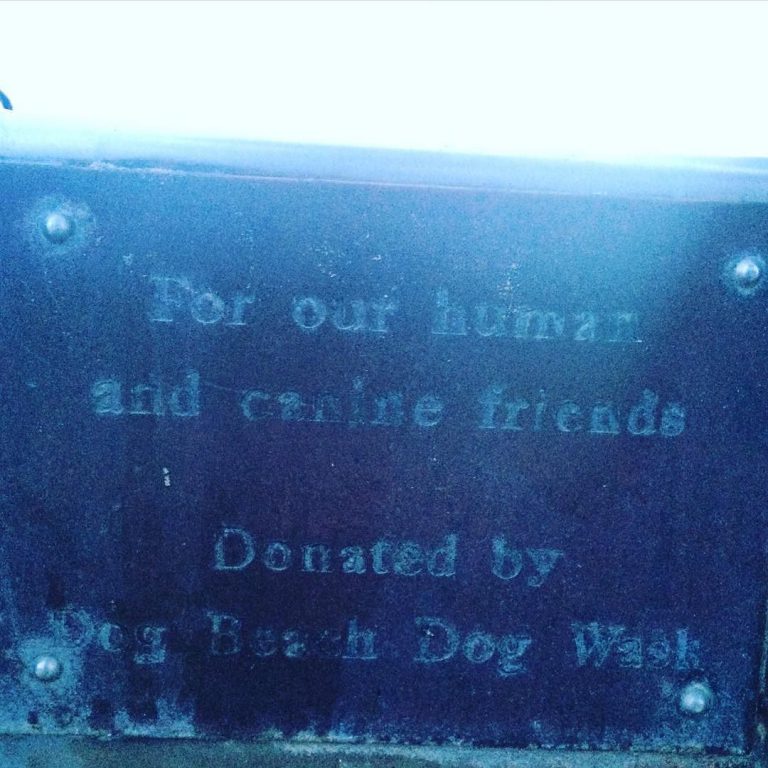 For our human
and canine friends
Donated by
Dog Beach Dog Wash